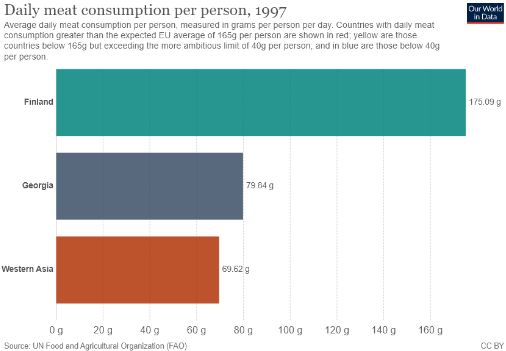 Daily meat consumption per person, 1997
Our World
in Data
Average daily meat consumption per person, measured in grams per person per day. Countries with daily meat
consumption greater than the expected EU average of 165g per person are shown in red; yellow are those
countries below 165g but exceeding the more ambitious limit of 40g per person; and in blue are those below 40g
per person.
Finland 175.09 g
Georgia 79.84 g
Western Asia 69.62 g
0 g 20 g 40 g 60 g 80 g 100 g 120 g 140 g 160 g
Source: UN Food and Agricultural Organization (FAO) CC BY